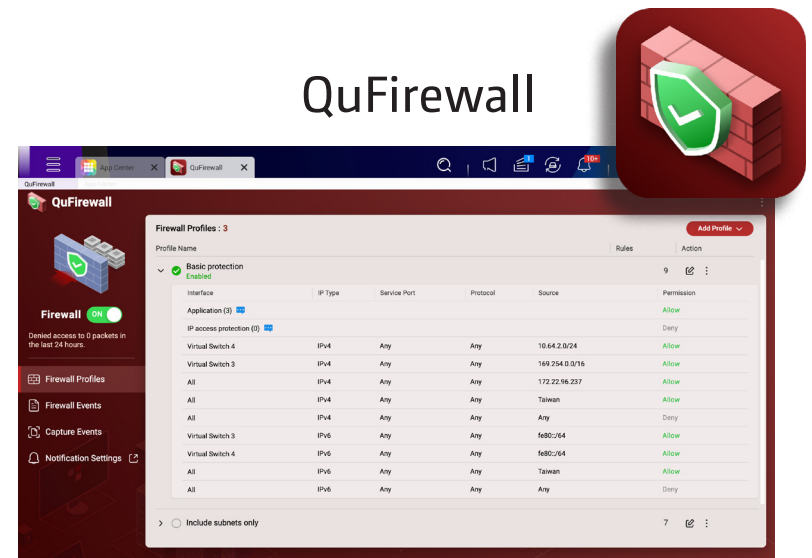 QuFirewall
App Center
QuFirewall
1
10+
QuFirewall
QuFirewall
Firewall ON
Denied access to 0 packets in
the last 24 hours.
Firewall Profiles
Firewall Events
Capture Events
Notification Settings
Firewall Profiles : 3
Add Profile
Profile Name Rules Action
Basic protection 9
Enabled
Interface IP Type Service Port Protocol Source Permission
Application (3) Allow
IP access protection (0) Deny
Virtual Switch 4 IPv4 Any Any 10.64.2.0/24 Allow
Virtual Switch 3 IPv4 Any Any 169.254.0.0/16 Allow
All IPv4 Any Any 172.22.96.237 Allow
All IPv4 Any Any Taiwan Allow
All IPv4 Any Any Any Deny
Virtual Switch 3 IPv6 Any Any fe80::/64 Allow
Virtual Switch 4 IPv6 Any Any fe80::/64 Allow
All IPv6 Any Any Taiwan Allow
All IPv6 Any Any Any Deny
Include subnets only 7